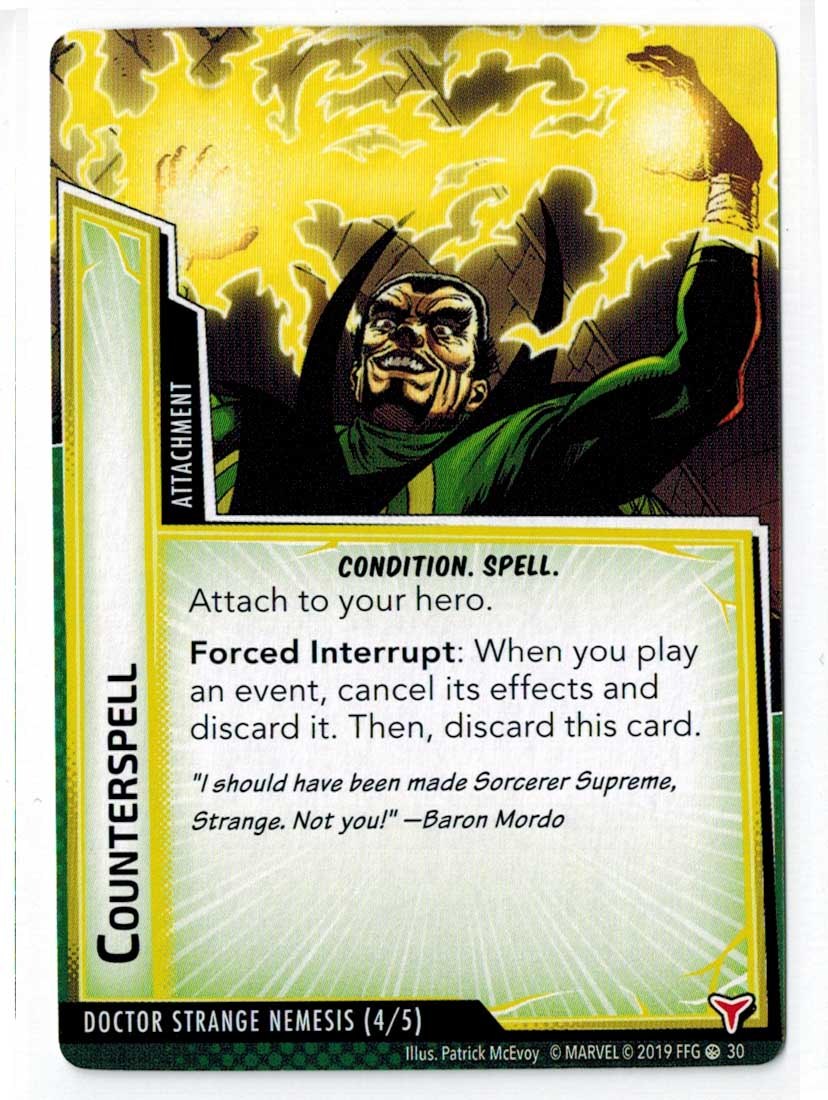 ATTACHMENT
COUNTERSPELL
CONDITION. SPELL.
Attach to your hero.
Forced Interrupt: When you play
an event, cancel its effects and
discard it. Then, discard this card.
"I should have been made Sorcerer Supreme,
Strange. Not you!" —Baron Mordo
DOCTOR STRANGE NEMESIS (4/5)
Illus. Patrick McEvoy © MARVEL © 2019 FFG 30